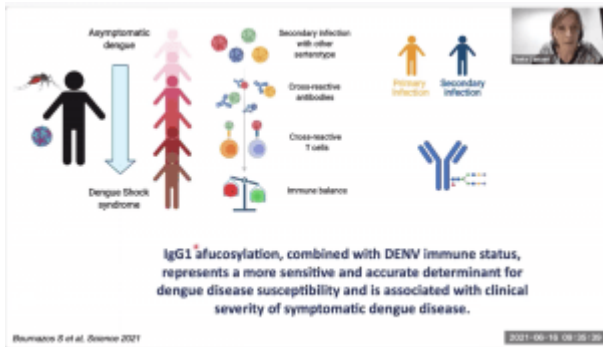 Asymptomatic
dengue
Dengue Shock
syndrome
Secondary infection
with other
serterotype
Cross-reactive
antibodies
Cross-reactive
T cells
Immune balance
Primary
Infection
Secondary
infection
IgG1 afucosylation, combined with DENV immune status,
represents a more sensitive and accurate determinant for
dengue disease susceptibility and is associated with clinical
severity of symptomatic dengue disease.
Bournazos S et al, Science 2021
2021-06-16 09:35:39